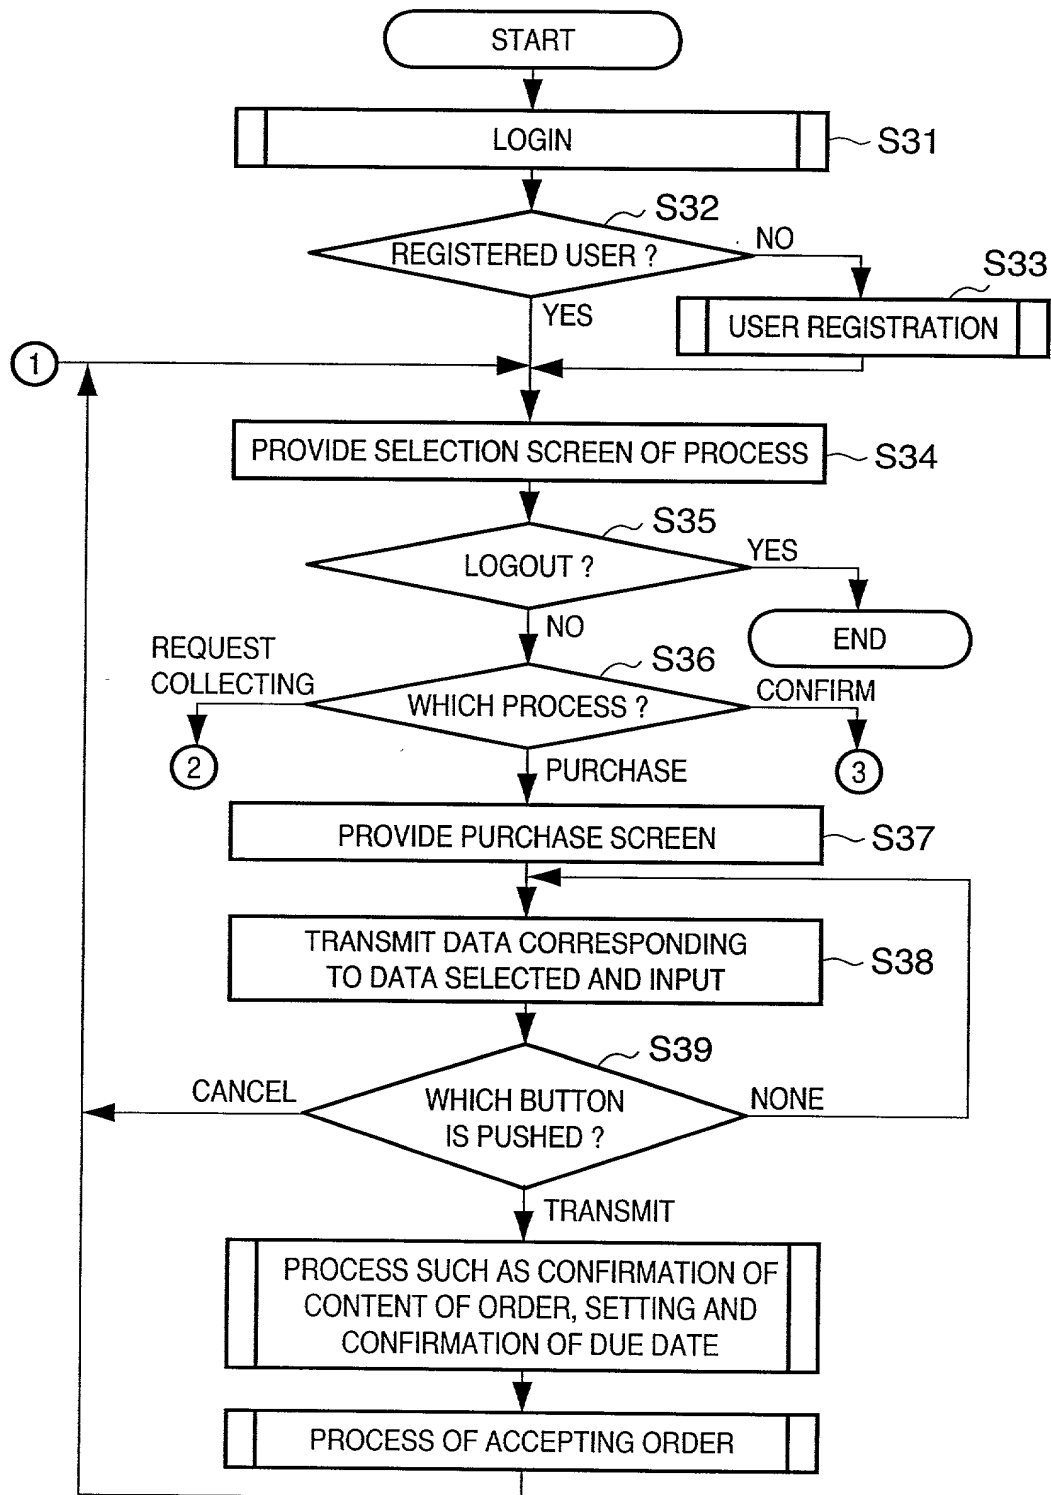 START
LOGIN
S31
S32
REGISTERED USER ?
NO
S33
YES
USER REGISTRATION
1
PROVIDE SELECTION SCREEN OF PROCESS
S34
S35
LOGOUT ?
YES
NO
END
REQUEST
COLLECTING
S36
WHICH PROCESS ?
CONFIRM
2
3
PURCHASE
PROVIDE PURCHASE SCREEN
S37
TRANSMIT DATA CORRESPONDING
TO DATA SELECTED AND INPUT
S38
S39
CANCEL
WHICH BUTTON
IS PUSHED ?
NONE
TRANSMIT
PROCESS SUCH AS CONFIRMATION OF
CONTENT OF ORDER, SETTING AND
CONFIRMATION OF DUE DATE
PROCESS OF ACCEPTING ORDER